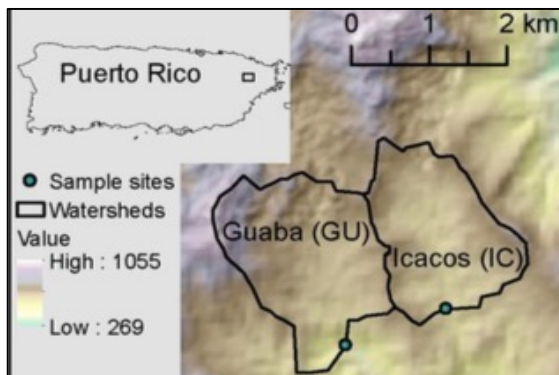 0 1 2 km
Puerto Rico
Sample sites
Watersheds
Value
High : 1055
Low : 269
Guaba (GU)
Icacos (IC)